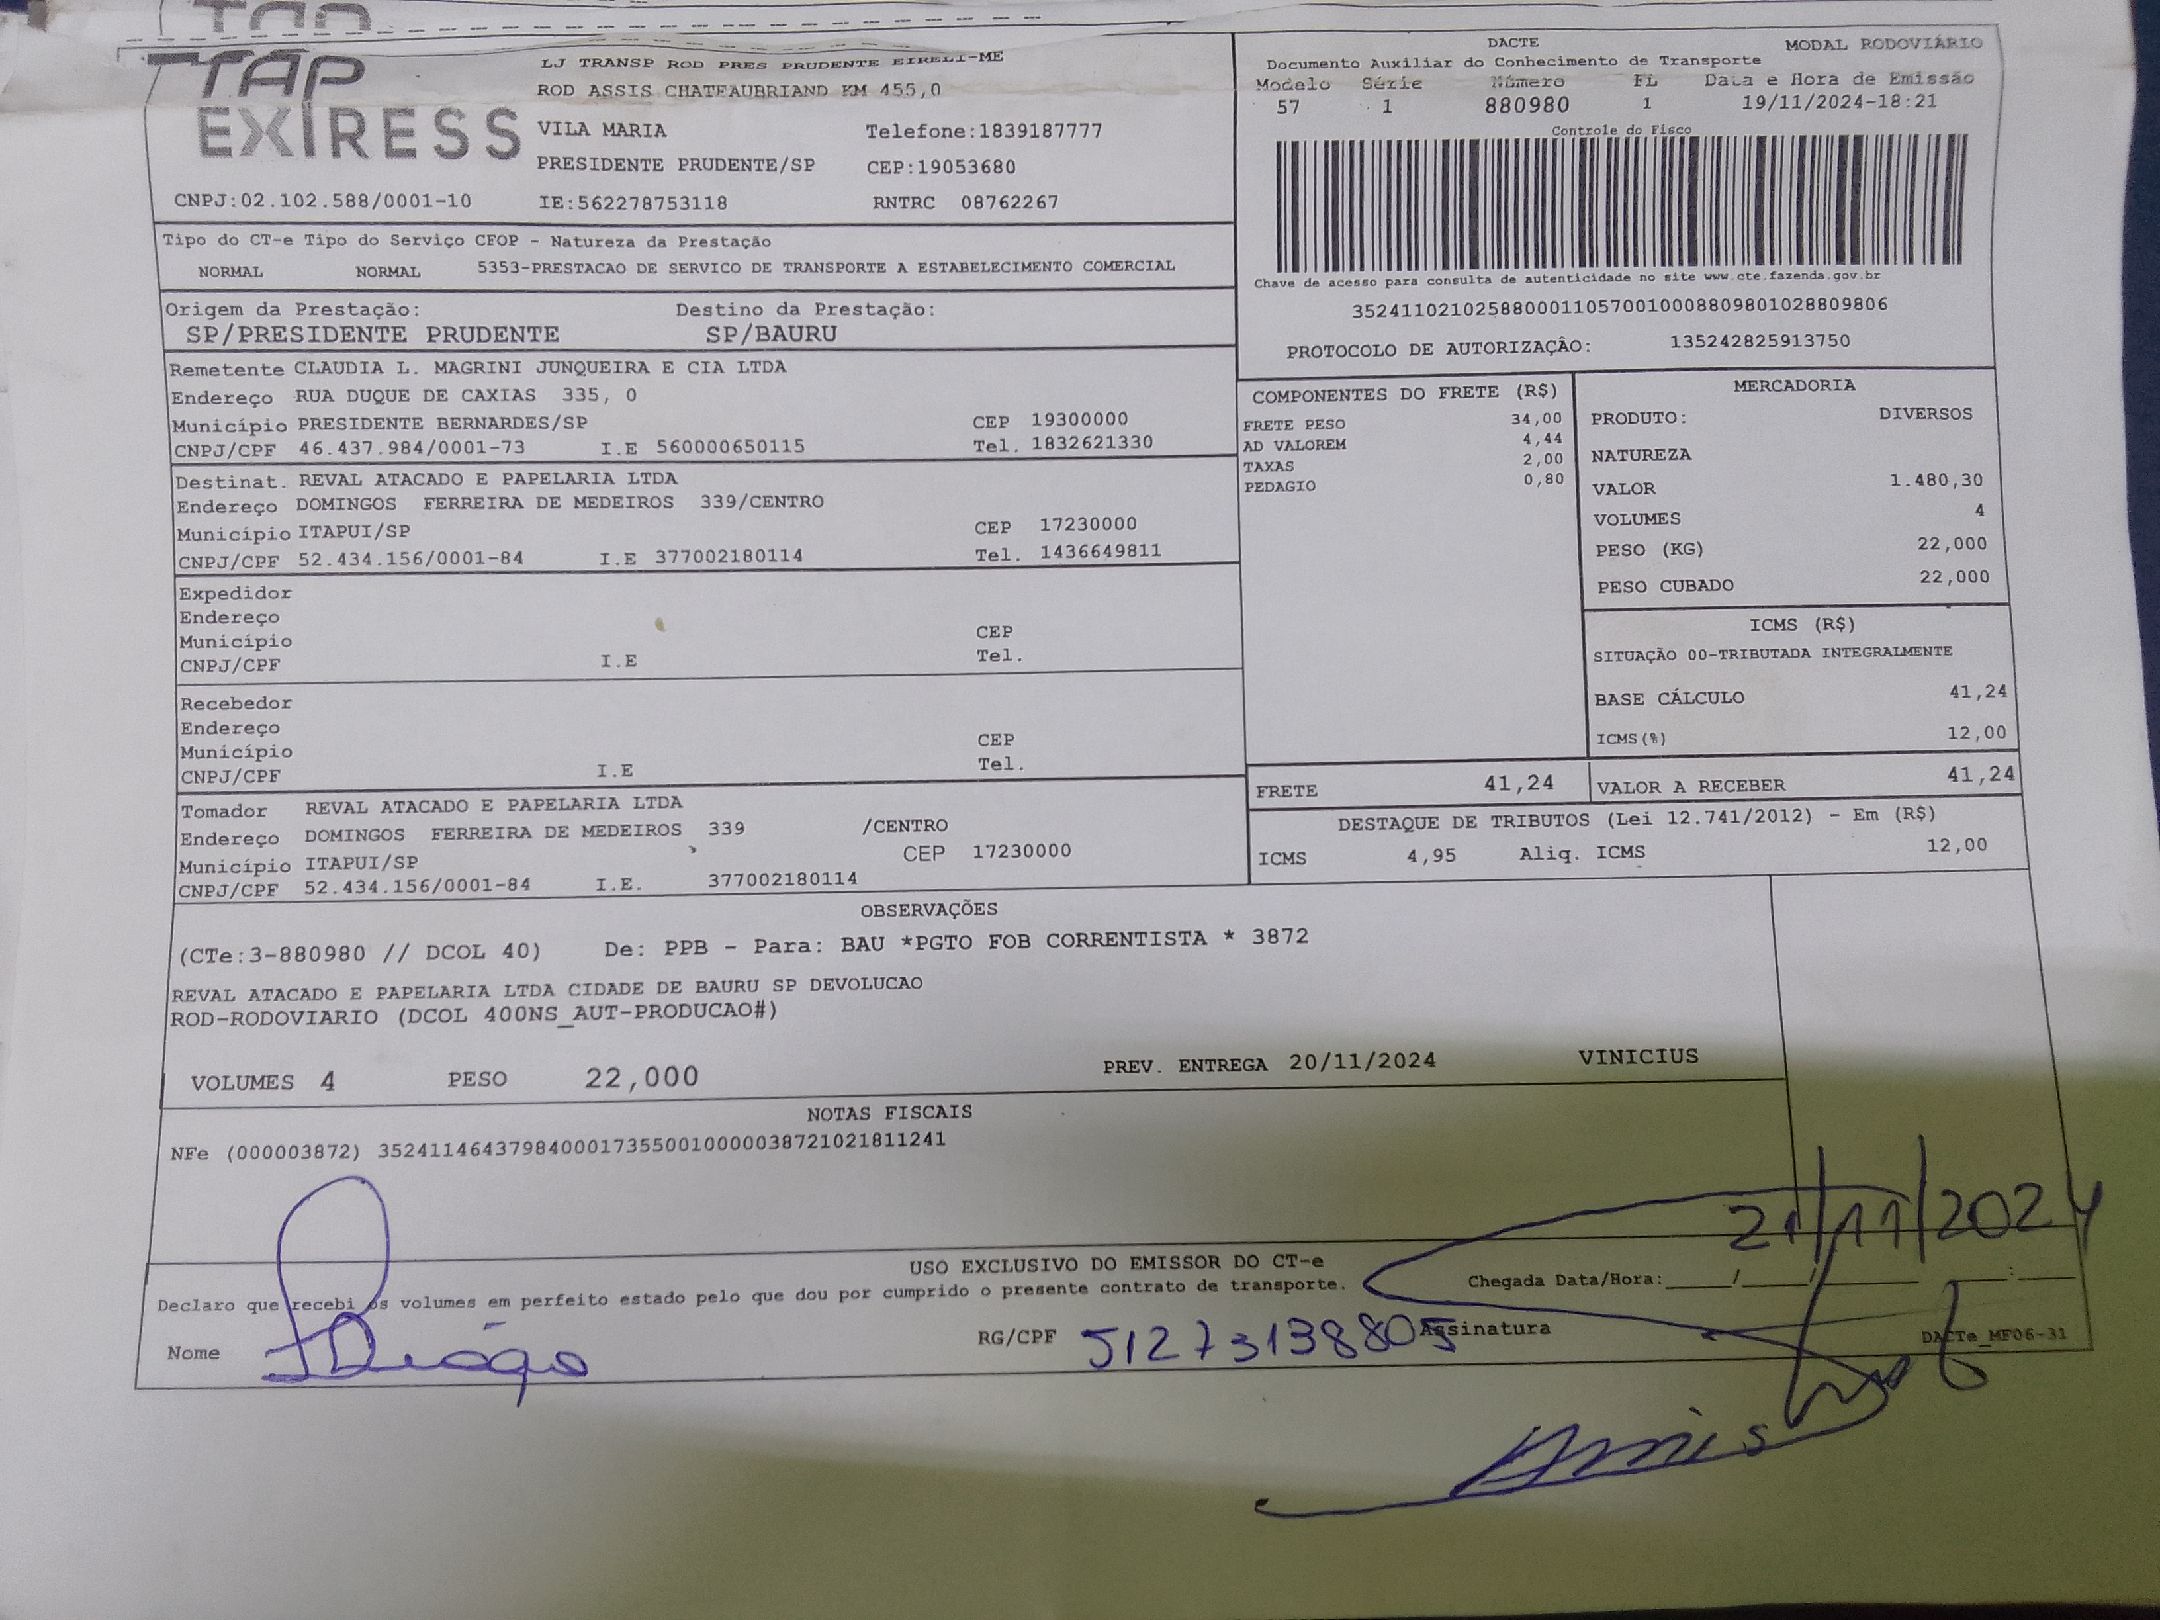 TAP
EXPRESS
LJ TRANSP ROD PRES PRUDENTE EIRELI-ME
ROD ASSIS CHATEAUBRIAND KM 455,0
VILA MARIA Telefone:1839187777
PRESIDENTE PRUDENTE/SP CEP:19053680
CNPJ:02.102.588/0001-10 IE:562278753118 RNTRC 08762267
DACTE MODAL RODOVIÁRIO
Documento Auxiliar do Conhecimento de Transporte
Modelo Série Número FL Data e Hora de Emissão
57 1 880980 1 19/11/2024-18:21
Controle do Fisco
Chave de acesso para consulta de autenticidade no site www.cte.fazenda.gov.br
35241102102588000110570010008809801028809806
PROTOCOLO DE AUTORIZAÇÃO: 135242825913750
Tipo do CT-e Tipo do Serviço CFOP - Natureza da Prestação
NORMAL NORMAL 5353-PRESTACAO DE SERVICO DE TRANSPORTE A ESTABELECIMENTO COMERCIAL
Origem da Prestação: Destino da Prestação:
SP/PRESIDENTE PRUDENTE SP/BAURU
Remetente CLAUDIA L. MAGRINI JUNQUEIRA E CIA LTDA
Endereço RUA DUQUE DE CAXIAS 335, 0
Município PRESIDENTE BERNARDES/SP CEP 19300000
CNPJ/CPF 46.437.984/0001-73 I.E 560000650115 Tel. 1832621330
Destinat. REVAL ATACADO E PAPELARIA LTDA
Endereço DOMINGOS FERREIRA DE MEDEIROS 339/CENTRO
Município ITAPUI/SP CEP 17230000
CNPJ/CPF 52.434.156/0001-84 I.E 377002180114 Tel. 1436649811
Expedidor
Endereço
Município CEP
CNPJ/CPF I.E Tel.
Recebedor
Endereço
Município CEP
CNPJ/CPF I.E Tel.
Tomador REVAL ATACADO E PAPELARIA LTDA
Endereço DOMINGOS FERREIRA DE MEDEIROS 339 /CENTRO
Município ITAPUI/SP CEP 17230000
CNPJ/CPF 52.434.156/0001-84 I.E. 377002180114
COMPONENTES DO FRETE (R$)
FRETE PESO 34,00
AD VALOREM 4,44
TAXAS 2,00
PEDAGIO 0,80
MERCADORIA
PRODUTO: DIVERSOS
NATUREZA
VALOR 1.480,30
VOLUMES 4
PESO (KG) 22,000
PESO CUBADO 22,000
ICMS (R$)
SITUAÇÃO 00-TRIBUTADA INTEGRALMENTE
BASE CÁLCULO 41,24
ICMS(%) 12,00
FRETE 41,24 VALOR A RECEBER 41,24
DESTAQUE DE TRIBUTOS (Lei 12.741/2012) - Em (R$)
ICMS 4,95 Aliq. ICMS 12,00
OBSERVAÇÕES
(CTe:3-880980 // DCOL 40) De: PPB - Para: BAU *PGTO FOB CORRENTISTA * 3872
REVAL ATACADO E PAPELARIA LTDA CIDADE DE BAURU SP DEVOLUCAO
ROD-RODOVIARIO (DCOL 400NS_AUT-PRODUCAO#)
VOLUMES 4 PESO 22,000 PREV. ENTREGA 20/11/2024 VINICIUS
NOTAS FISCAIS
NFe (000003872) 35241146437984000173550010000038721021811241
21/11/2024
USO EXCLUSIVO DO EMISSOR DO CT-e
Declaro que recebi os volumes em perfeito estado pelo que dou por cumprido o presente contrato de transporte. Chegada Data/Hora:____/____/________ ____:____
Nome RG/CPF 51273138805 Assinatura DACTe_MF06-31